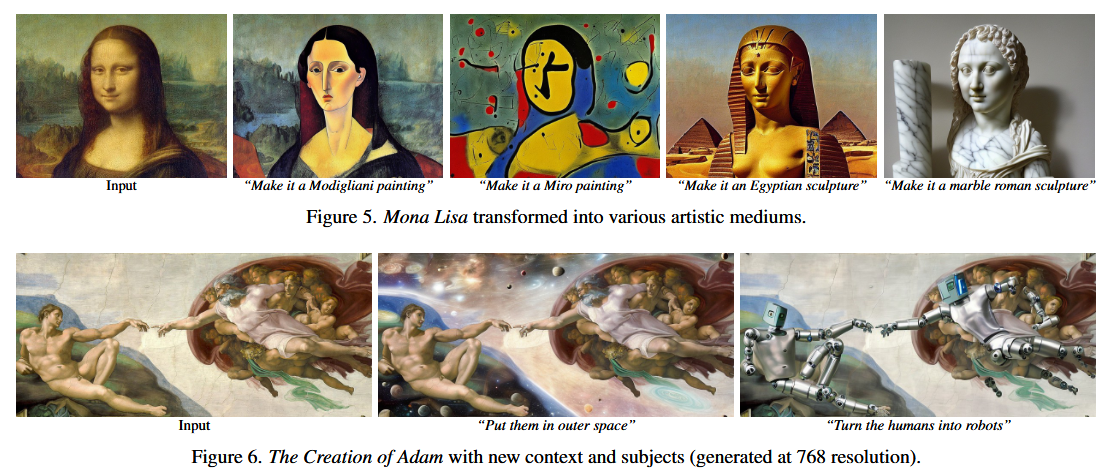 Input
“Make it a Modigliani painting”
“Make it a Miro painting”
“Make it an Egyptian sculpture”
“Make it a marble roman sculpture”
Figure 5. Mona Lisa transformed into various artistic mediums.
Input
“Put them in outer space”
“Turn the humans into robots”
Figure 6. The Creation of Adam with new context and subjects (generated at 768 resolution).